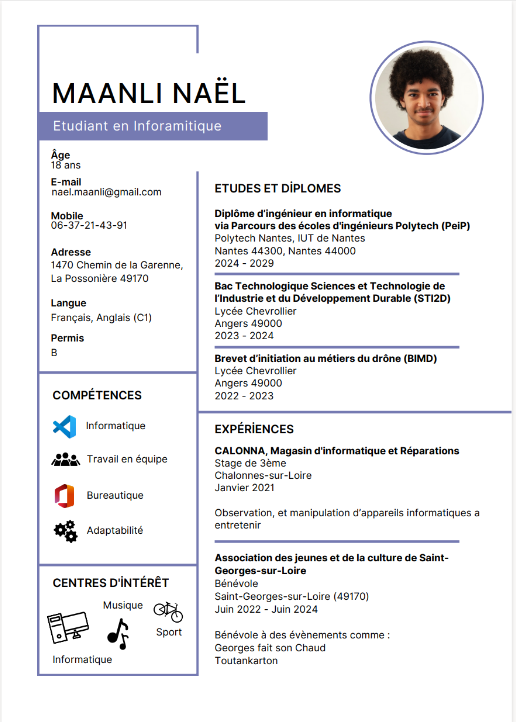 MAANLI NAËL
Etudiant en Inforamitique
Âge
18 ans
E-mail
nael.maanli@gmail.com
Mobile
06-37-21-43-91
Adresse
1470 Chemin de la Garenne,
La Possonière 49170
Langue
Français, Anglais (C1)
Permis
B
COMPÉTENCES
Informatique
Travail en équipe
Bureautique
Adaptabilité
CENTRES D'INTÉRÊT
Musique
Sport
Informatique
ETUDES ET DİPLOMES
Diplôme d'ingénieur en informatique
via Parcours des écoles d'ingénieurs Polytech (PeiP)
Polytech Nantes, IUT de Nantes
Nantes 44300, Nantes 44000
2024 - 2029
Bac Technologique Sciences et Technologie de
l'Industrie et du Développement Durable (STI2D)
Lycée Chevrollier
Angers 49000
2023 - 2024
Brevet d'initiation au métiers du drône (BIMD)
Lycée Chevrollier
Angers 49000
2022 - 2023
EXPÉRİENCES
CALONNA, Magasin d'informatique et Réparations
Stage de 3ème
Chalonnes-sur-Loire
Janvier 2021
Observation, et manipulation d'appareils informatiques a
entretenir
Association des jeunes et de la culture de Saint-
Georges-sur-Loire
Bénévole
Saint-Georges-sur-Loire (49170)
Juin 2022 - Juin 2024
Bénévole à des évènements comme :
Georges fait son Chaud
Toutankarton